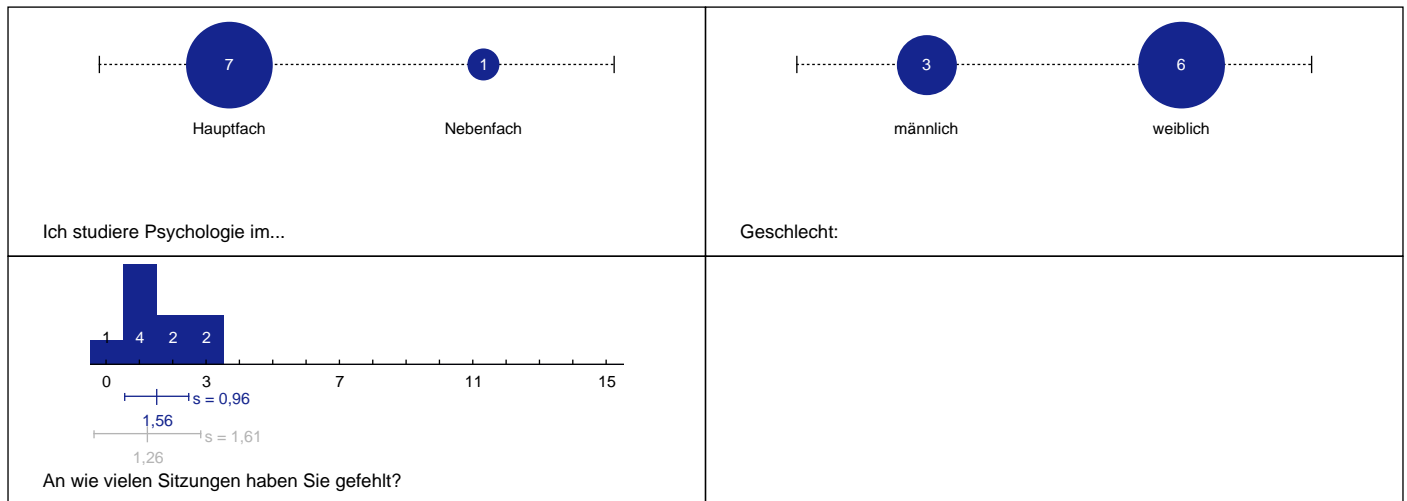 7 1
Hauptfach Nebenfach
Ich studiere Psychologie im...
3 6
männlich weiblich
Geschlecht:
1 4 2 2
0 3 7 11 15
s = 0,96
1,56
s = 1,61
1,26
An wie vielen Sitzungen haben Sie gefehlt?